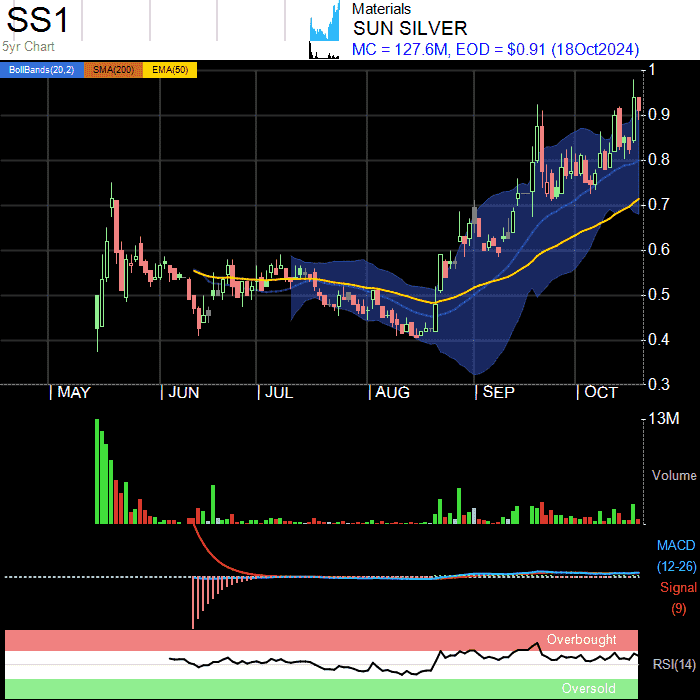 SS1
5yr Chart
Materials
SUN SILVER
MC = 127.6M, EOD = $0.91 (18Oct2024)
BollBands(20,2) SMA(200) EMA(50)
1
0.9
0.8
0.7
0.6
0.5
0.4
0.3
MAY JUN JUL AUG SEP OCT
13M
Volume
MACD
(12-26)
Signal
(9)
Overbought
RSI(14)
Oversold